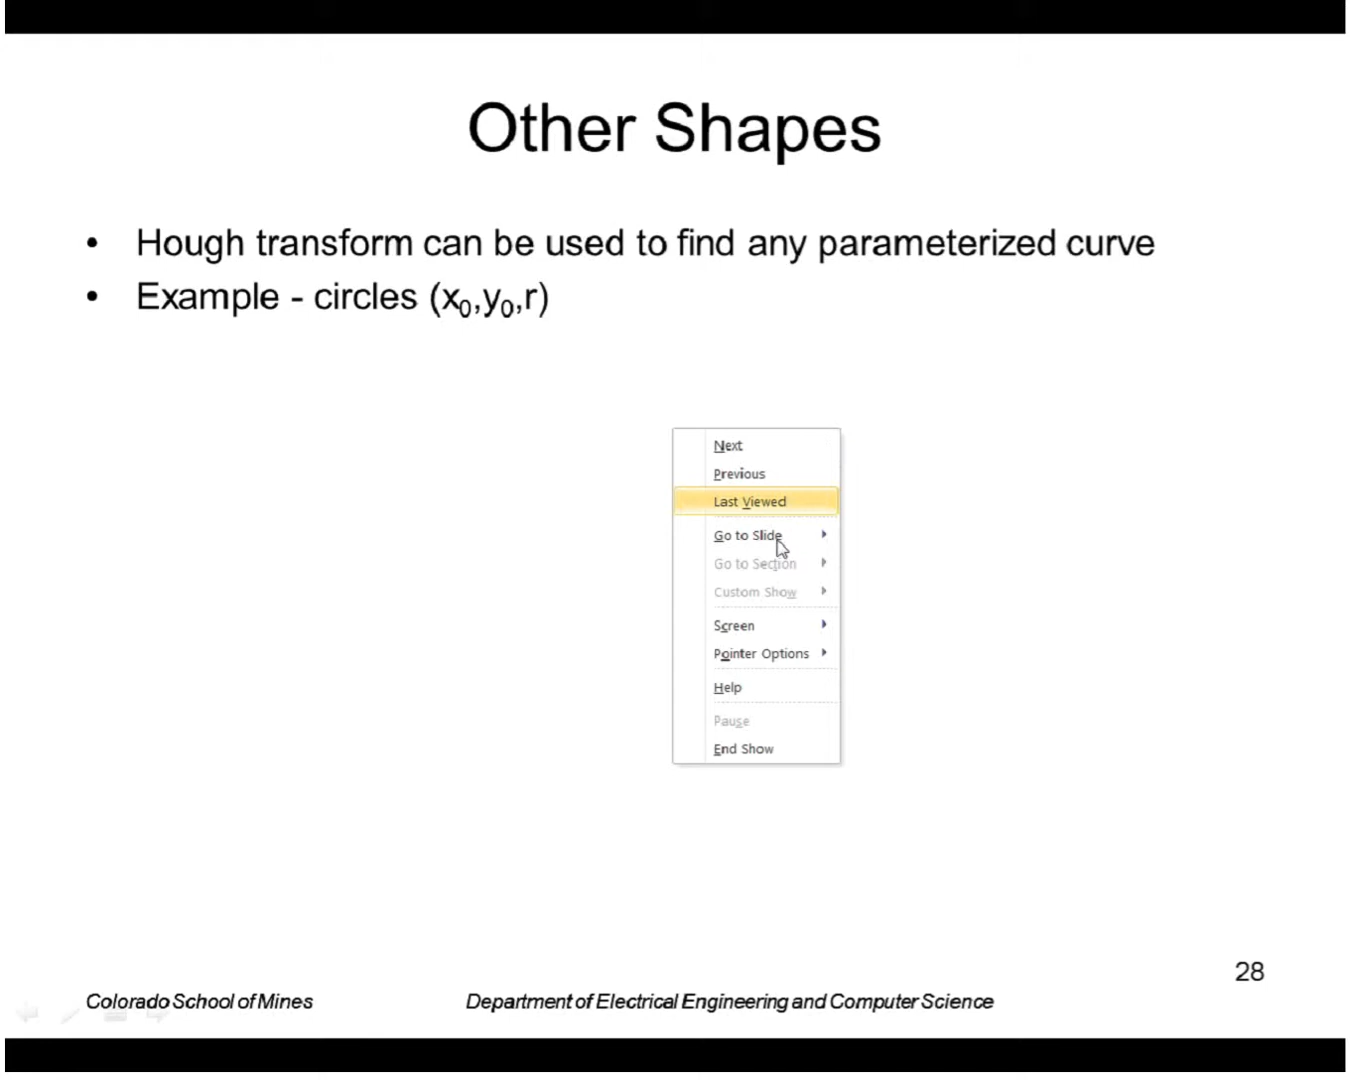 Other Shapes
• Hough transform can be used to find any parameterized curve
• Example - circles (x₀,y₀,r)
Next
Previous
Last Viewed
Go to Slide
Go to Section
Custom Show
Screen
Pointer Options
Help
Pause
End Show
28
Colorado School of Mines Department of Electrical Engineering and Computer Science